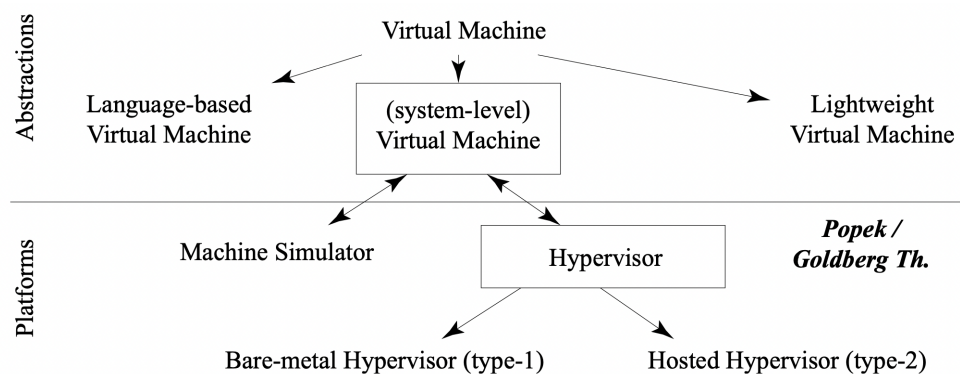 Abstractions
Virtual Machine
Language-based
Virtual Machine
(system-level)
Virtual Machine
Lightweight
Virtual Machine
Platforms
Machine Simulator
Hypervisor
Popek /
Goldberg Th.
Bare-metal Hypervisor (type-1)
Hosted Hypervisor (type-2)